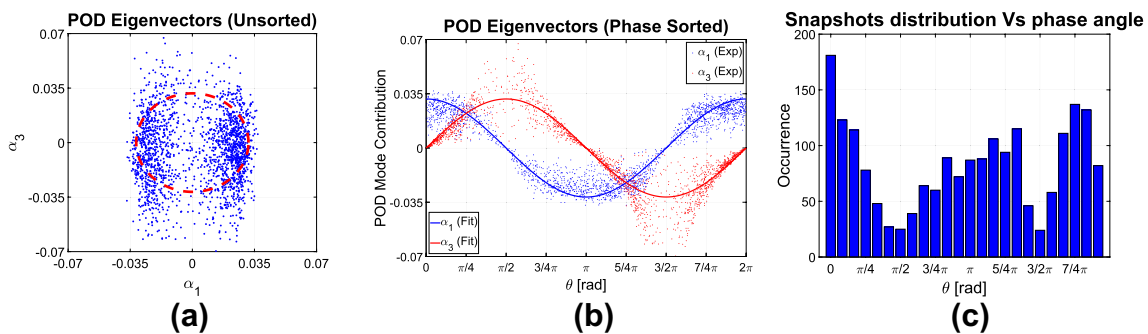 POD Eigenvectors (Unsorted)
0.07
0.035
0
-0.035
-0.07
α3
-0.07 -0.035 0 0.035 0.07
α1
(a)
POD Eigenvectors (Phase Sorted)
0.07
0.035
0
-0.035
-0.07
POD Mode Contribution
α1 (Exp)
α3 (Exp)
α1 (Fit)
α3 (Fit)
0 π/4 π/2 3/4π π 5/4π 3/2π 7/4π 2π
θ [rad]
(b)
Snapshots distribution Vs phase angle
200
150
100
50
0
Occurrence
0 π/4 π/2 3/4π π 5/4π 3/2π 7/4π
θ [rad]
(c)